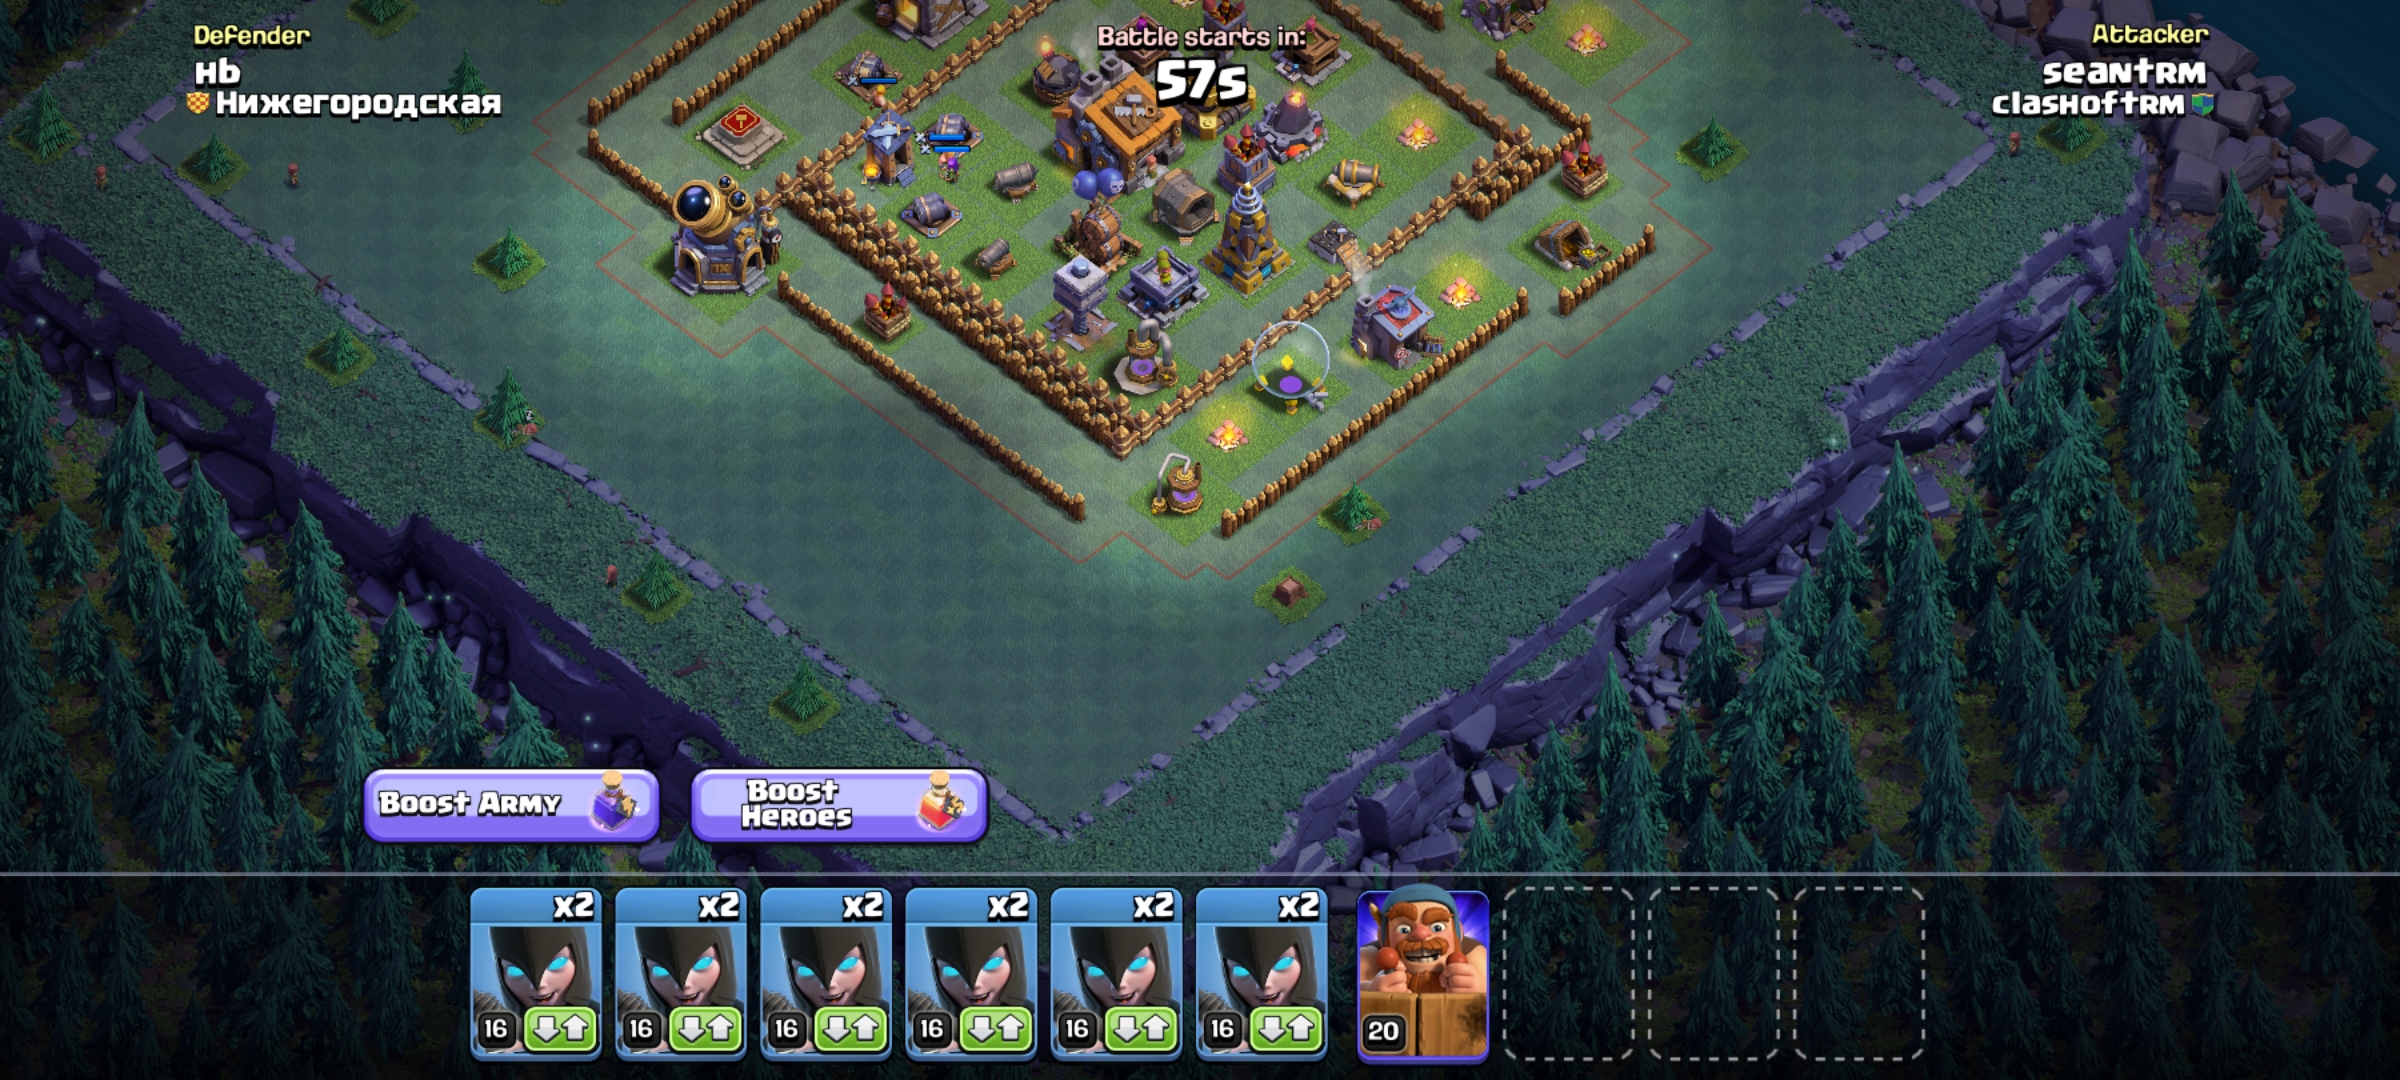 Defender
нb
Нижегородская
Battle starts in:
57s
Attacker
seantrm
clashoftrm
Boost Army
Boost
Heroes
x2
x2
x2
x2
x2
x2
16
16
16
16
16
16
20